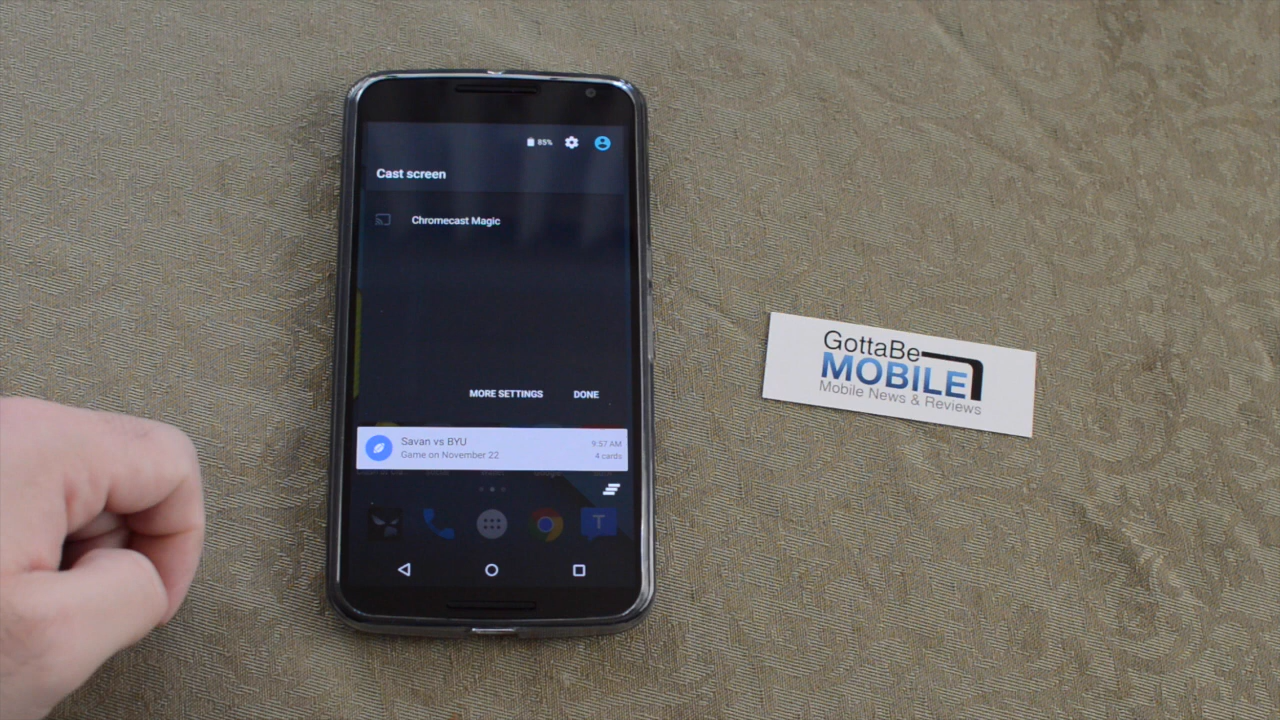 85%
Cast screen
Chromecast Magic
MORE SETTINGS DONE
Savan vs BYU 9:57 AM
Game on November 22 4 cards
T
GottaBe
MOBILE
Mobile News & Reviews